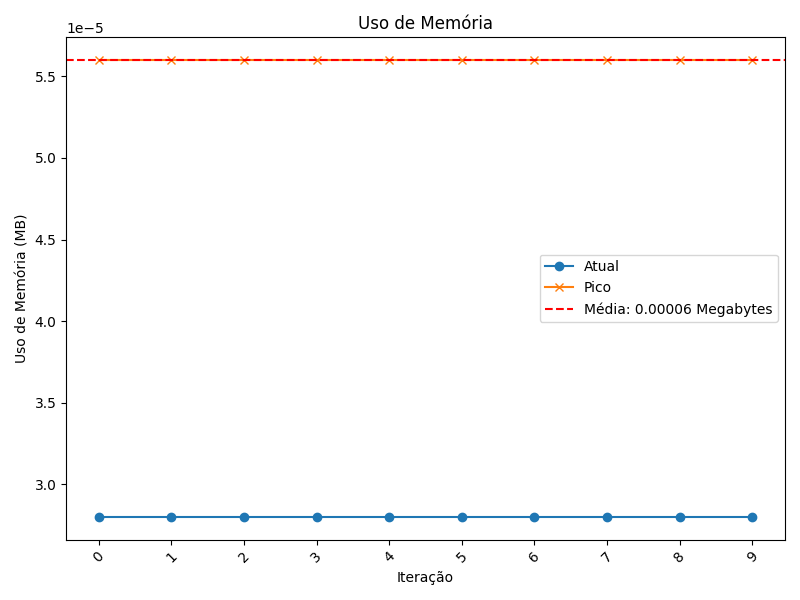 Uso de Memória
1e−5
5.5
5.0
4.5
4.0
3.5
3.0
Uso de Memória (MB)
Atual
Pico
Média: 0.00006 Megabytes
0 1 2 3 4 5 6 7 8 9
Iteração